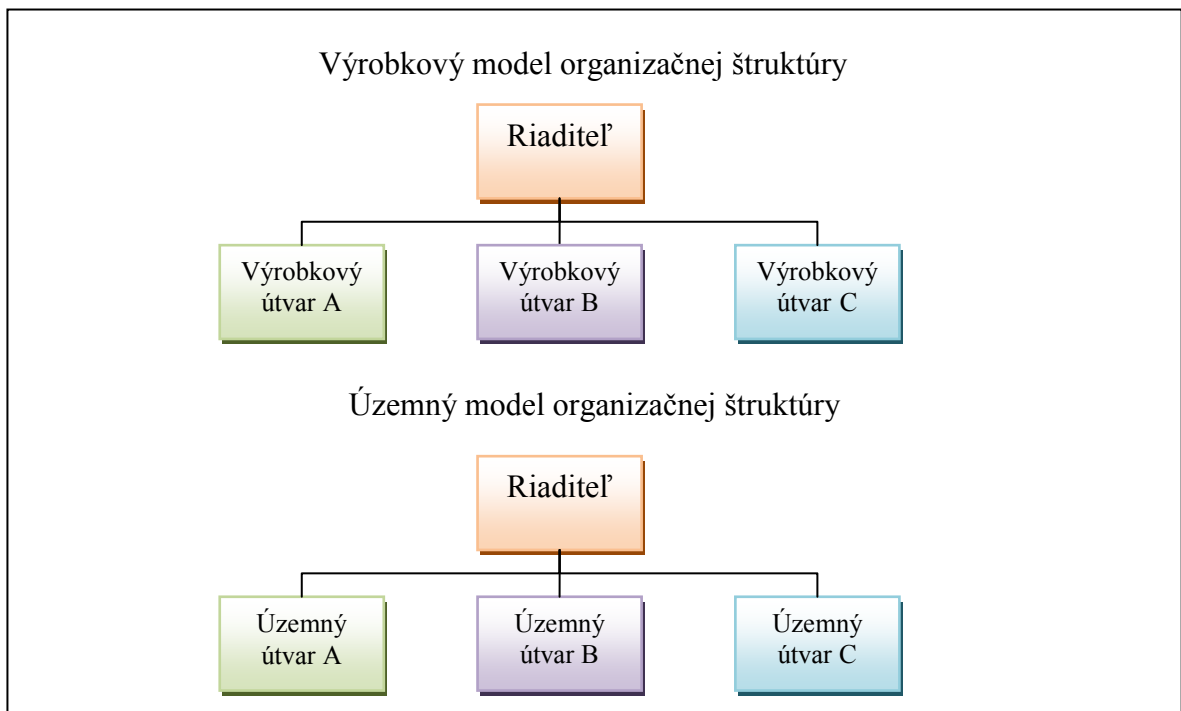 Výrobkový model organizačnej štruktúry
Riaditeľ
Výrobkový
útvar A
Výrobkový
útvar B
Výrobkový
útvar C
Územný model organizačnej štruktúry
Riaditeľ
Územný
útvar A
Územný
útvar B
Územný
útvar C